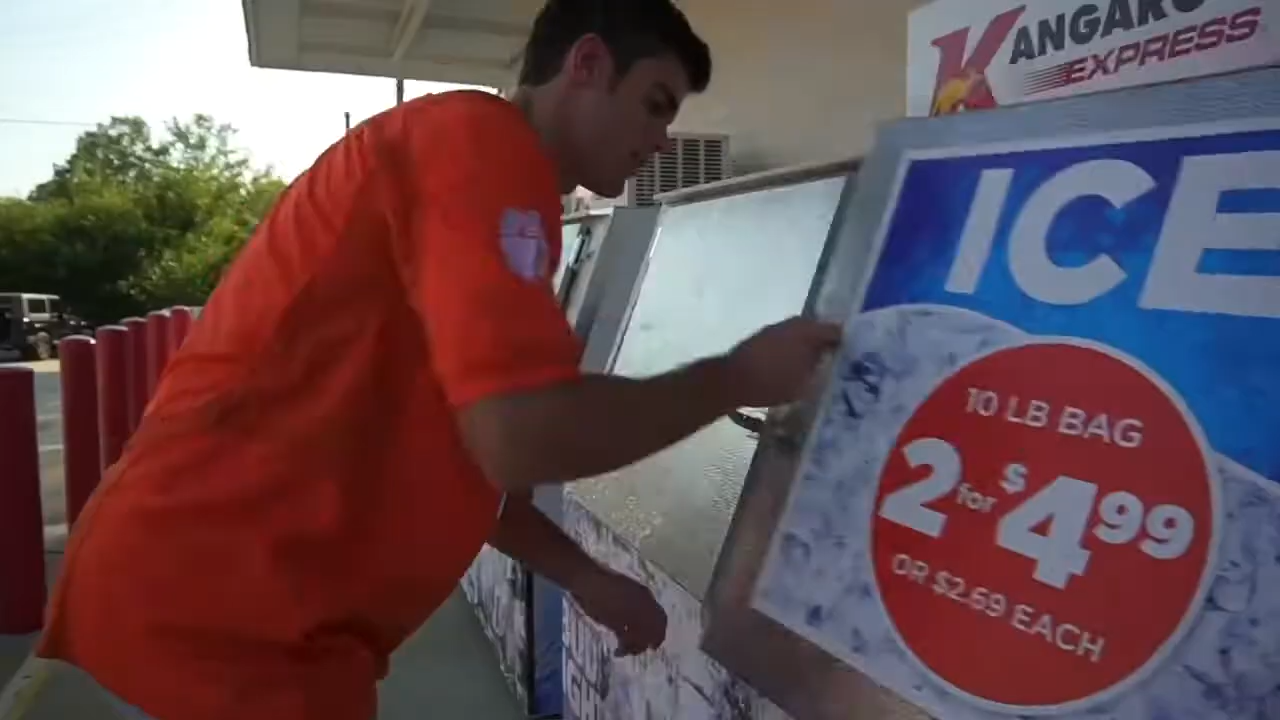 KANGAROO
EXPRESS
ICE
10 LB BAG
2 for $4.99
OR $2.69 EACH